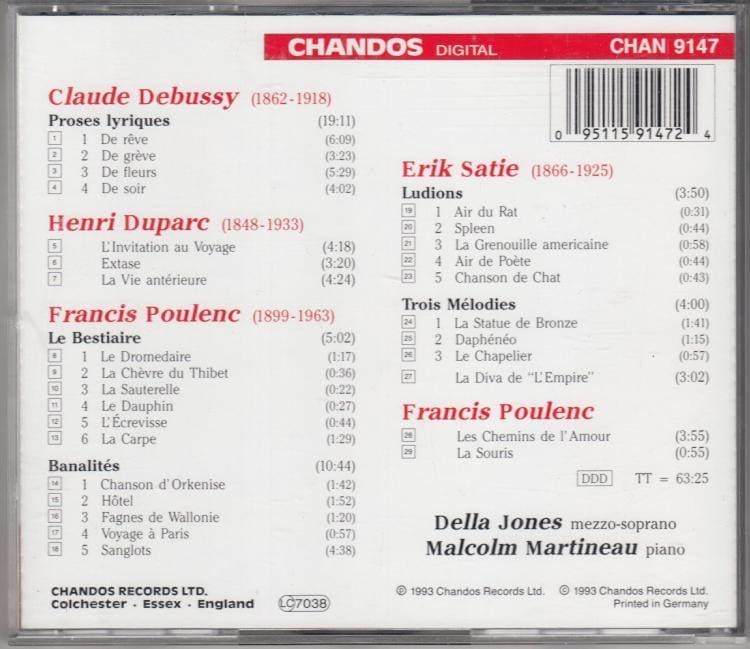 CHANDOS DIGITAL CHAN 9147
0 95115 91472 4
Claude Debussy (1862-1918)
Proses lyriques (19:11)
1 1 De rêve (6:09)
2 2 De grève (3:23)
3 3 De fleurs (5:29)
4 4 De soir (4:02)
Henri Duparc (1848-1933)
5 L'Invitation au Voyage (4:18)
6 Extase (3:20)
7 La Vie antérieure (4:24)
Francis Poulenc (1899-1963)
Le Bestiaire (5:02)
8 1 Le Dromedaire (1:17)
9 2 La Chèvre du Thibet (0:36)
10 3 La Sauterelle (0:22)
11 4 Le Dauphin (0:27)
12 5 L'Écrevisse (0:44)
13 6 La Carpe (1:29)
Banalités (10:44)
14 1 Chanson d'Orkenise (1:42)
15 2 Hôtel (1:52)
16 3 Fagnes de Wallonie (1:20)
17 4 Voyage à Paris (0:57)
18 5 Sanglots (4:38)
CHANDOS RECORDS LTD.
Colchester · Essex · England LC7038
Erik Satie (1866-1925)
Ludions (3:50)
19 1 Air du Rat (0:31)
20 2 Spleen (0:44)
21 3 La Grenouille americaine (0:58)
22 4 Air de Poète (0:44)
23 5 Chanson de Chat (0:43)
Trois Mélodies (4:00)
24 1 La Statue de Bronze (1:41)
25 2 Daphénéo (1:15)
26 3 Le Chapelier (0:57)
27 La Diva de "L'Empire" (3:02)
Francis Poulenc
28 Les Chemins de l'Amour (3:55)
29 La Souris (0:55)
DDD TT = 63:25
Della Jones mezzo-soprano
Malcolm Martineau piano
℗ 1993 Chandos Records Ltd. © 1993 Chandos Records Ltd.
Printed in Germany